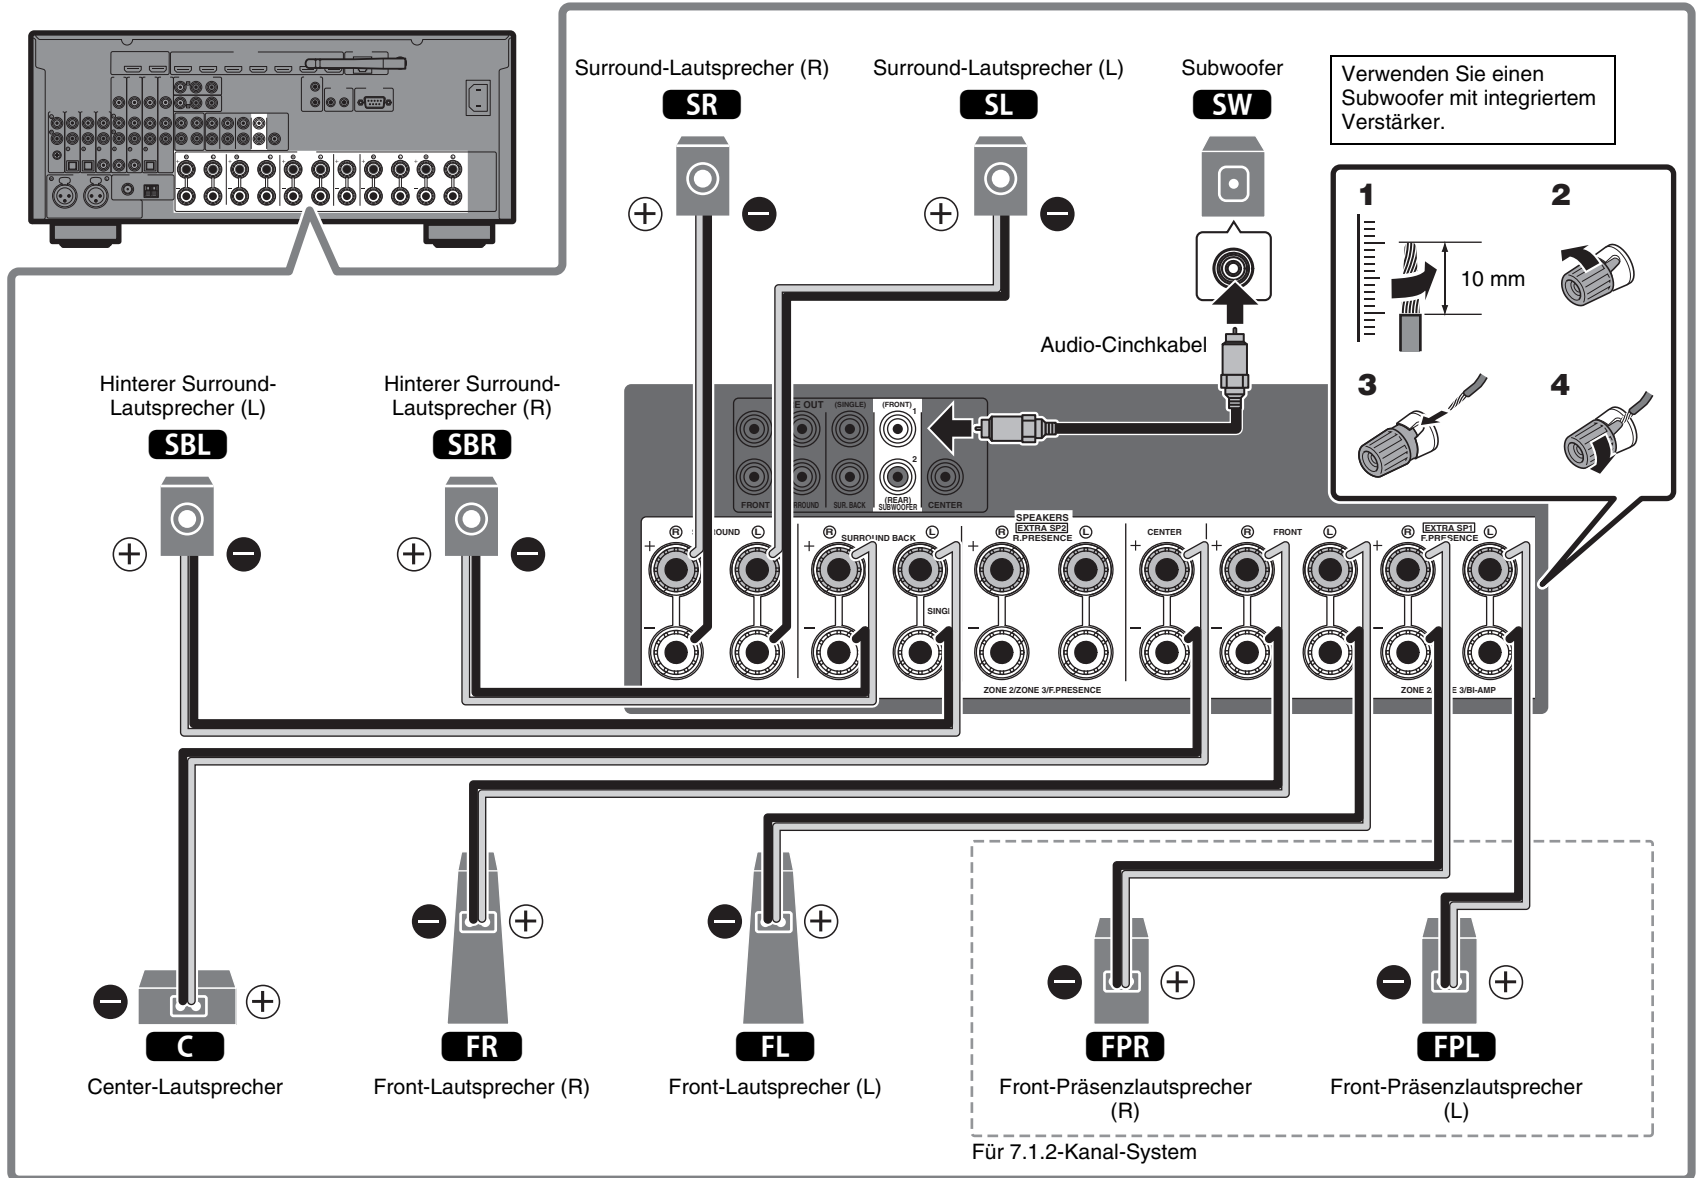 Surround-Lautsprecher (R)
SR
Surround-Lautsprecher (L)
SL
Subwoofer
SW
Verwenden Sie einen
Subwoofer mit integriertem
Verstärker.
1
10 mm
2
3
4
Audio-Cinchkabel
Hinterer Surround-
Lautsprecher (L)
SBL
Hinterer Surround-
Lautsprecher (R)
SBR
OUT
(SINGLE)
(FRONT)
1
2
(REAR)
FRONT
SUR. BACK
SUBWOOFER
CENTER
SPEAKERS
R L
SURROUND BACK
R L
EXTRA SP2
R.PRESENCE
R L
CENTER
FRONT
R L
EXTRA SP1
F.PRESENCE
R L
+ + + + + +
− − − − − −
ZONE 2/ZONE 3/F.PRESENCE
3/BI-AMP
C
Center-Lautsprecher
FR
Front-Lautsprecher (R)
FL
Front-Lautsprecher (L)
FPR
Front-Präsenzlautsprecher
(R)
FPL
Front-Präsenzlautsprecher
(L)
Für 7.1.2-Kanal-System